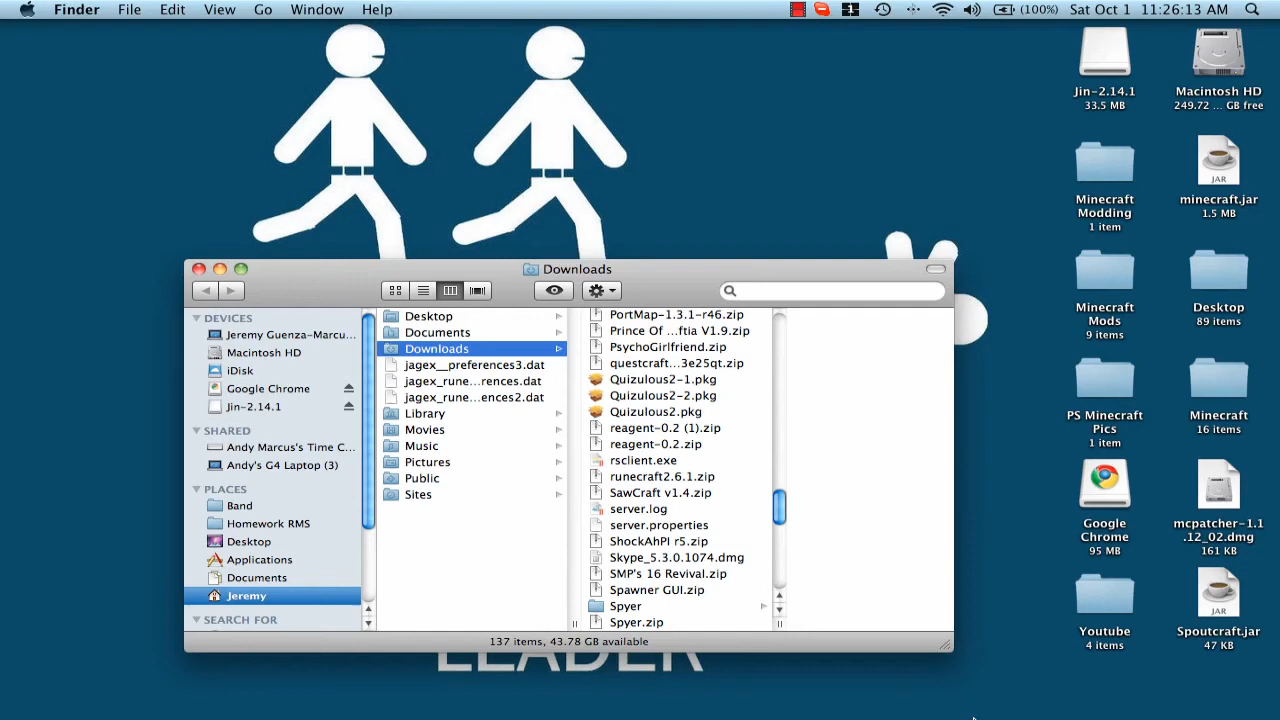 Finder File Edit View Go Window Help
1 (100%) Sat Oct 1 11:26:13 AM
Jin-2.14.1
33.5 MB
Macintosh HD
249.72 ... GB free
Minecraft
Modding
1 item
minecraft.jar
1.5 MB
JAR
Minecraft
Mods
9 items
Desktop
89 items
PS Minecraft
Pics
1 item
Minecraft
16 items
Google
Chrome
95 MB
mcpatcher-1.1
.12_02.dmg
161 KB
Youtube
4 items
JAR
Spoutcraft.jar
47 KB
Downloads
DEVICES
Jeremy Guenza-Marcu...
Macintosh HD
iDisk
Google Chrome
Jin-2.14.1
SHARED
Andy Marcus's Time C...
Andy's G4 Laptop (3)
PLACES
Band
Homework RMS
Desktop
Applications
Documents
Jeremy
SEARCH FOR
Desktop
Documents
Downloads
jagex__preferences3.dat
jagex_rune...rences.dat
jagex_rune...ences2.dat
Library
Movies
Music
Pictures
Public
Sites
PortMap-1.3.1-r46.zip
Prince Of ...ftia V1.9.zip
PsychoGirlfriend.zip
questcraft...3e25qt.zip
Quizulous2-1.pkg
Quizulous2-2.pkg
Quizulous2.pkg
reagent-0.2 (1).zip
reagent-0.2.zip
rsclient.exe
runecraft2.6.1.zip
SawCraft v1.4.zip
server.log
server.properties
ShockAhPI r5.zip
Skype_5.3.0.1074.dmg
SMP's 16 Revival.zip
Spawner GUI.zip
Spyer
Spyer.zip
137 items, 43.78 GB available
LEADER